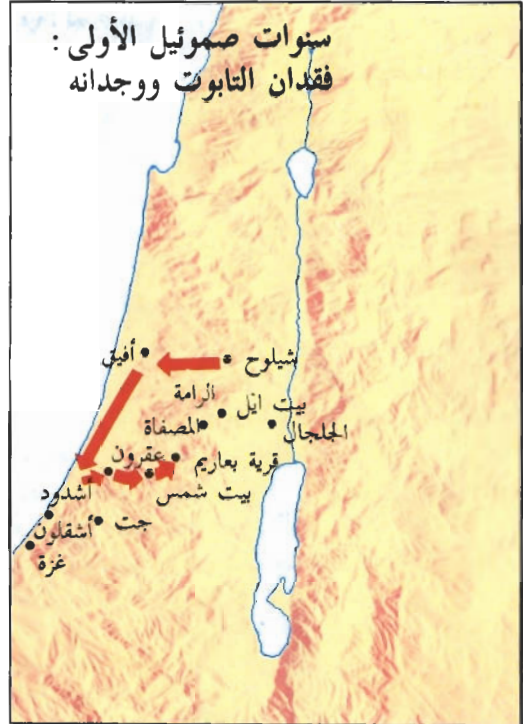 سنوات صموئيل الأولى :
فقدان التابوت ووجدانه
أفيق
شيلوح
الرامة
بيت ايل
المصفاة
الجلجال
عقرون
قرية بعاريم
أشدود
بيت شمس
أشقلون
جت
غزة